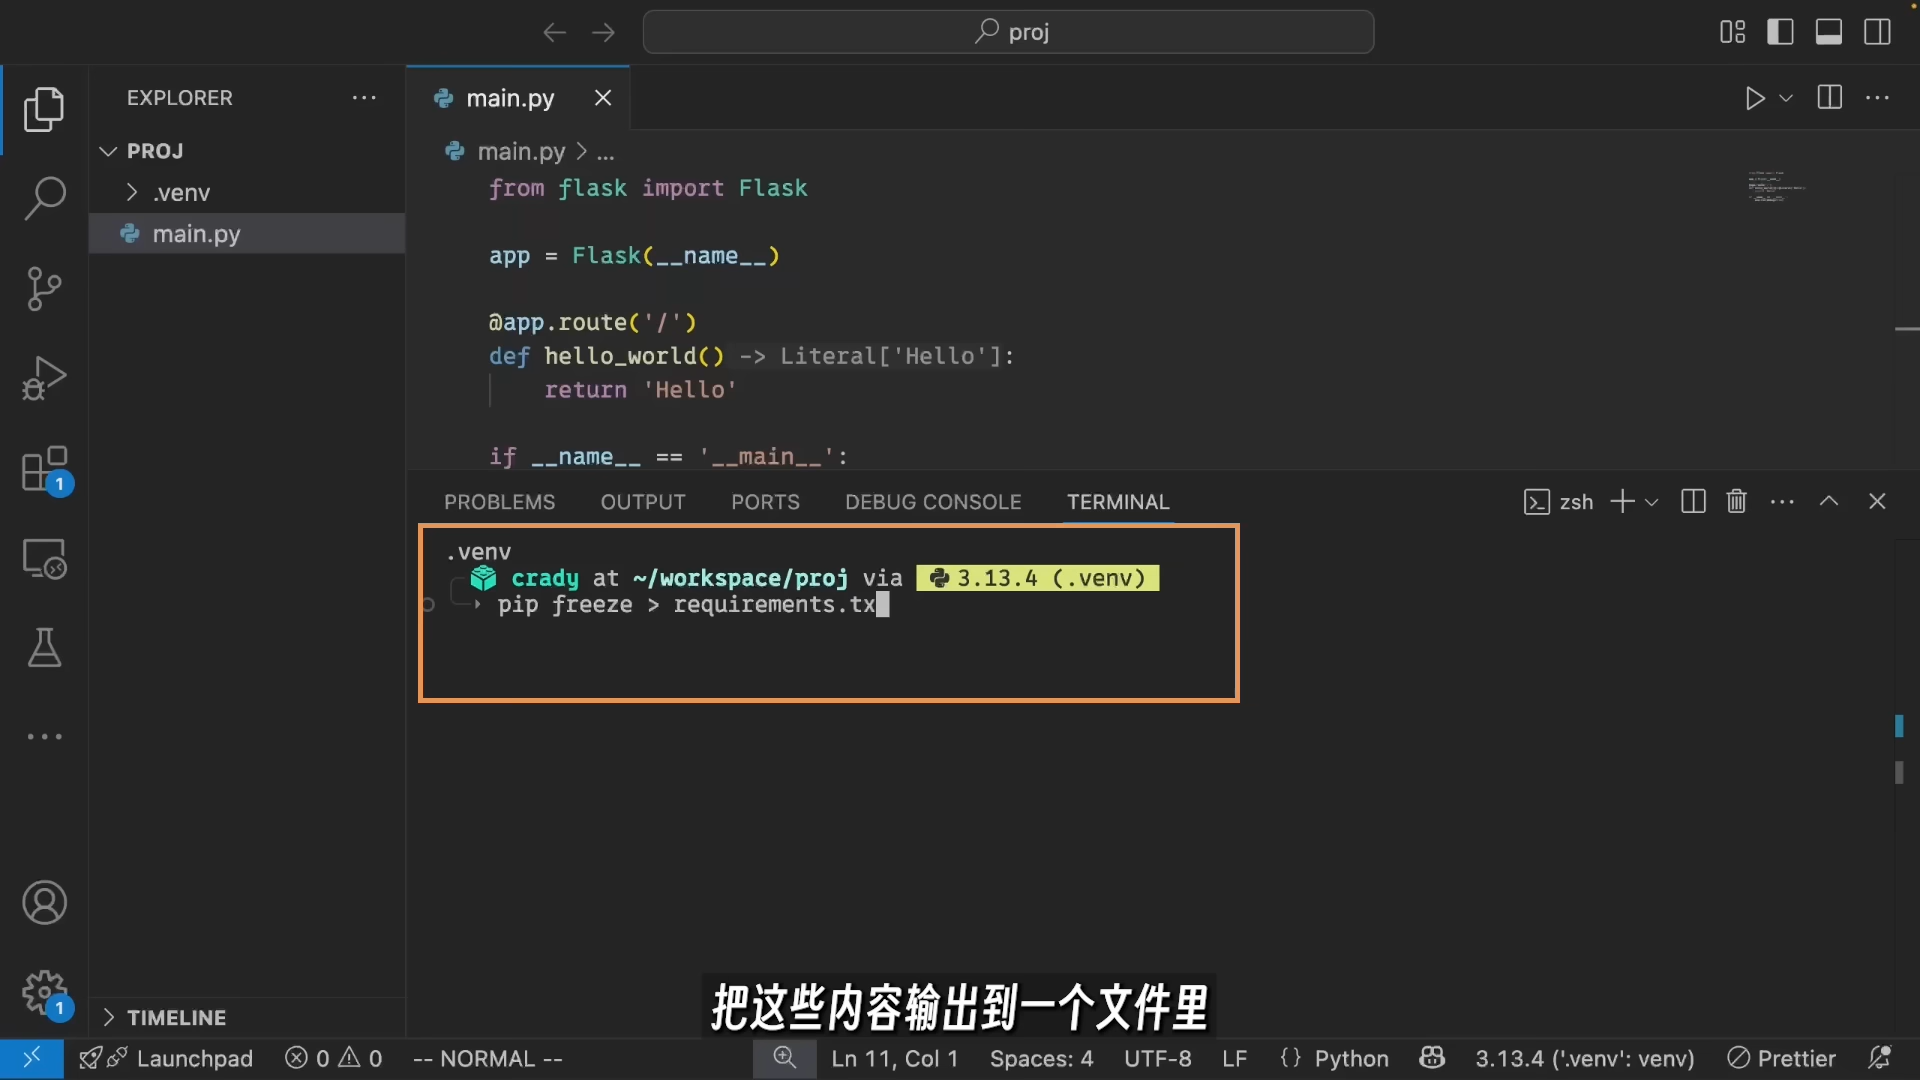 proj
EXPLORER
PROJ
.venv
main.py
TIMELINE
main.py
main.py > ...
from flask import Flask
app = Flask(__name__)
@app.route('/')
def hello_world() -> Literal['Hello']:
return 'Hello'
if __name__ == '__main__':
PROBLEMS OUTPUT PORTS DEBUG CONSOLE TERMINAL
zsh
.venv
crady at ~/workspace/proj via 3.13.4 (.venv)
pip freeze > requirements.tx
1
1
把这些内容输出到一个文件里
Launchpad 0 0 -- NORMAL -- Ln 11, Col 1 Spaces: 4 UTF-8 LF {} Python 3.13.4 ('.venv': venv) Prettier